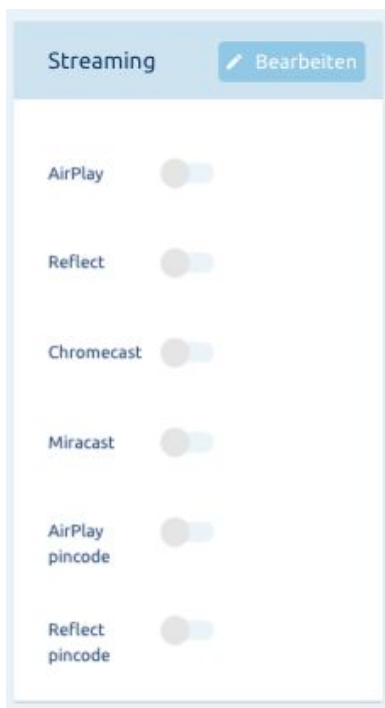 Streaming
Bearbeiten
AirPlay
Reflect
Chromecast
Miracast
AirPlay
pincode
Reflect
pincode